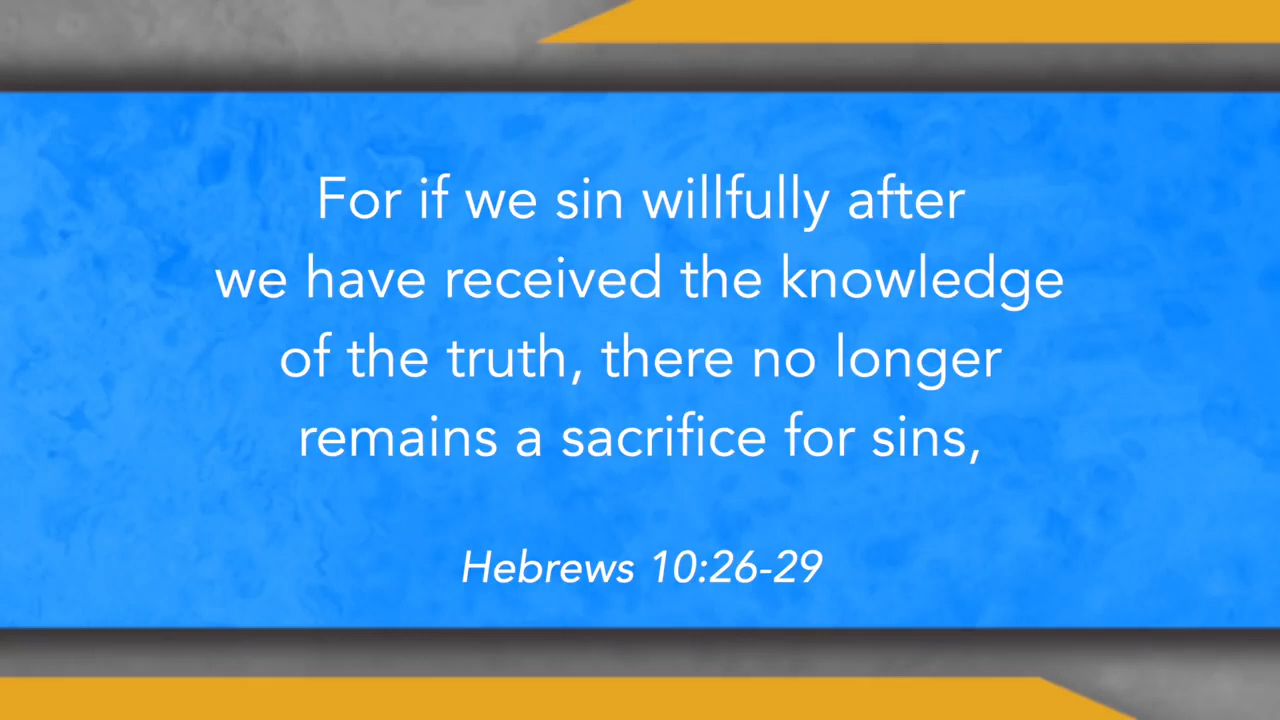 For if we sin willfully after
we have received the knowledge
of the truth, there no longer
remains a sacrifice for sins,
Hebrews 10:26-29